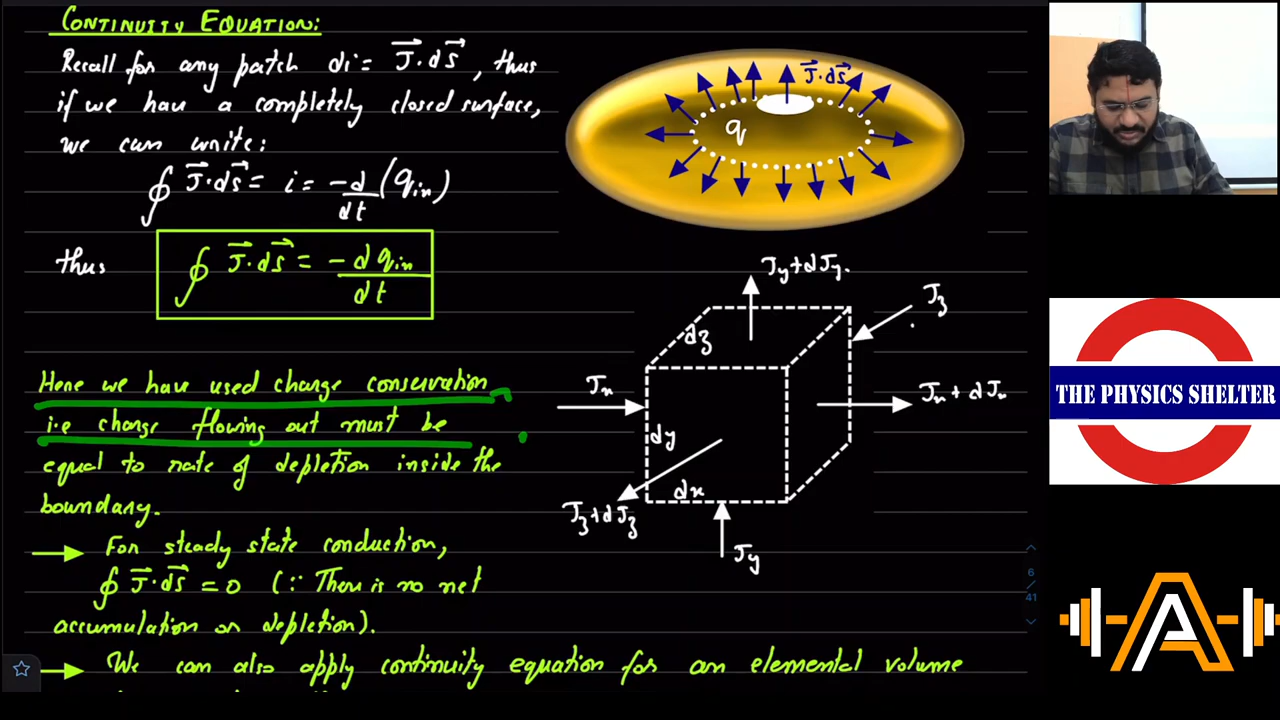 CONTINUITY EQUATION:
Recall for any patch di = J⃗·dS⃗, thus
if we have a completely closed surface,
we can write:
∮ J⃗·dS⃗ = i = -d/dt (q_in)
thus ∮ J⃗·dS⃗ = -dq_in/dt
Here we have used charge conservation
i.e charge flowing out must be
equal to rate of depletion inside the
boundary.
→ For steady state conduction,
∮ J⃗·dS⃗ = 0 (∵ There is no net
accumulation or depletion).
→ We can also apply continuity equation for an elemental volume
J⃗·dS⃗
q
Jy+dJy
Jz
dz
Jx
Jx+dJx
dy
dx
Jz+dJz
Jy
6
/
41
THE PHYSICS SHELTER
A